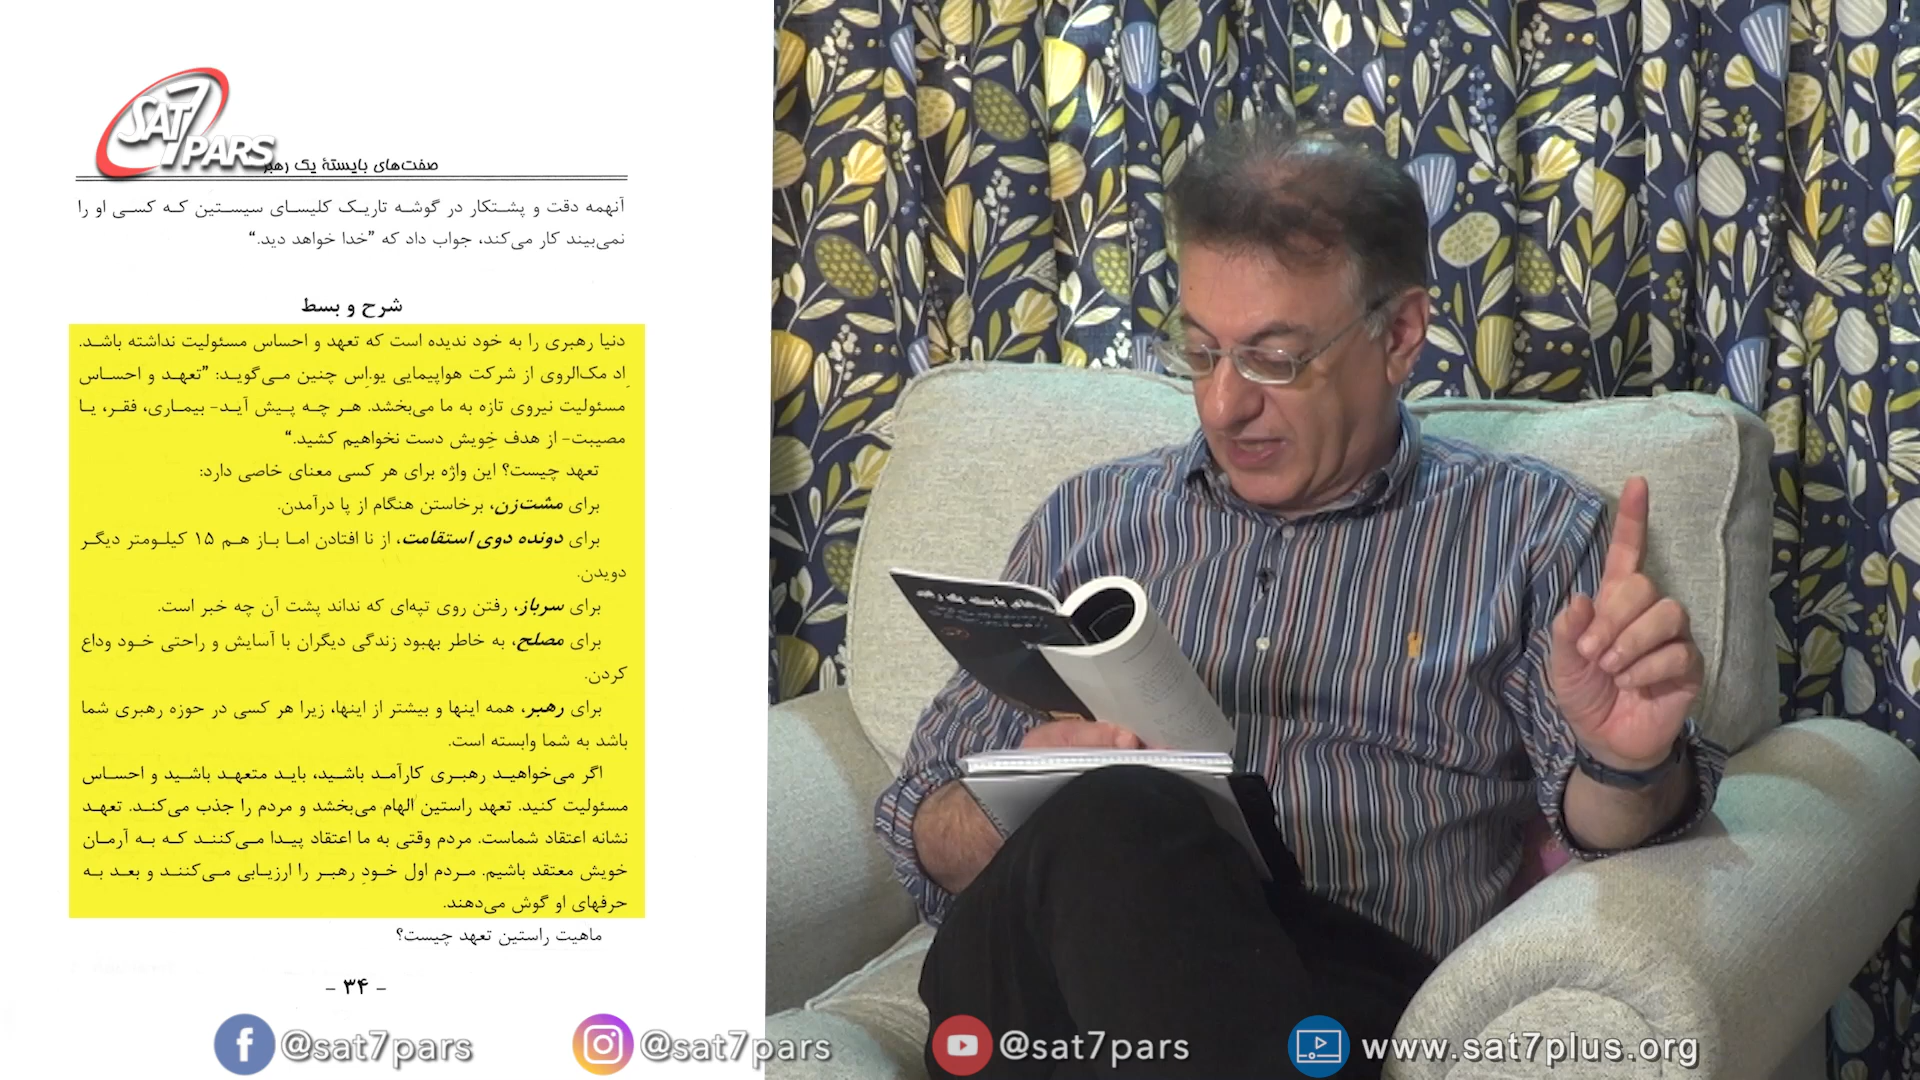 SAT7
PARS
صفت‌های بایستهٔ یک رهبر
آنهمه دقت و پشتکار در گوشه تاریک کلیسای سیستین که کسی او را
نمی‌بیند کار می‌کند، جواب داد که ”خدا خواهد دید.“
شرح و بسط
دنیا رهبری را به خود ندیده است که تعهد و احساس مسئولیت نداشته باشد.
اِد مک‌الروی از شرکت هواپیمایی یو.اِس چنین می‌گوید: ”تعهد و احساس
مسئولیت نیروی تازه به ما می‌بخشد. هر چه پیش آید- بیماری، فقر، یا
مصیبت- از هدف خویش دست نخواهیم کشید.“
تعهد چیست؟ این واژه برای هر کسی معنای خاصی دارد:
برای مشت‌زن، برخاستن هنگام از پا درآمدن.
برای دونده دوی استقامت، از نا افتادن اما باز هم ۱۵ کیلومتر دیگر
دویدن.
برای سرباز، رفتن روی تپه‌ای که نداند پشت آن چه خبر است.
برای مصلح، به خاطر بهبود زندگی دیگران با آسایش و راحتی خود وداع
کردن.
برای رهبر، همه اینها و بیشتر از اینها، زیرا هر کسی در حوزه رهبری شما
باشد به شما وابسته است.
اگر می‌خواهید رهبری کارآمد باشید، باید متعهد باشید و احساس
مسئولیت کنید. تعهد راستین الهام می‌بخشد و مردم را جذب می‌کند. تعهد
نشانه اعتقاد شماست. مردم وقتی به ما اعتقاد پیدا می‌کنند که به آرمان
خویش معتقد باشیم. مردم اول خودِ رهبر را ارزیابی می‌کنند و بعد به
حرفهای او گوش می‌دهند.
ماهیت راستین تعهد چیست؟
- ۳۴ -
@sat7pars
@sat7pars
@sat7pars
www.sat7plus.org